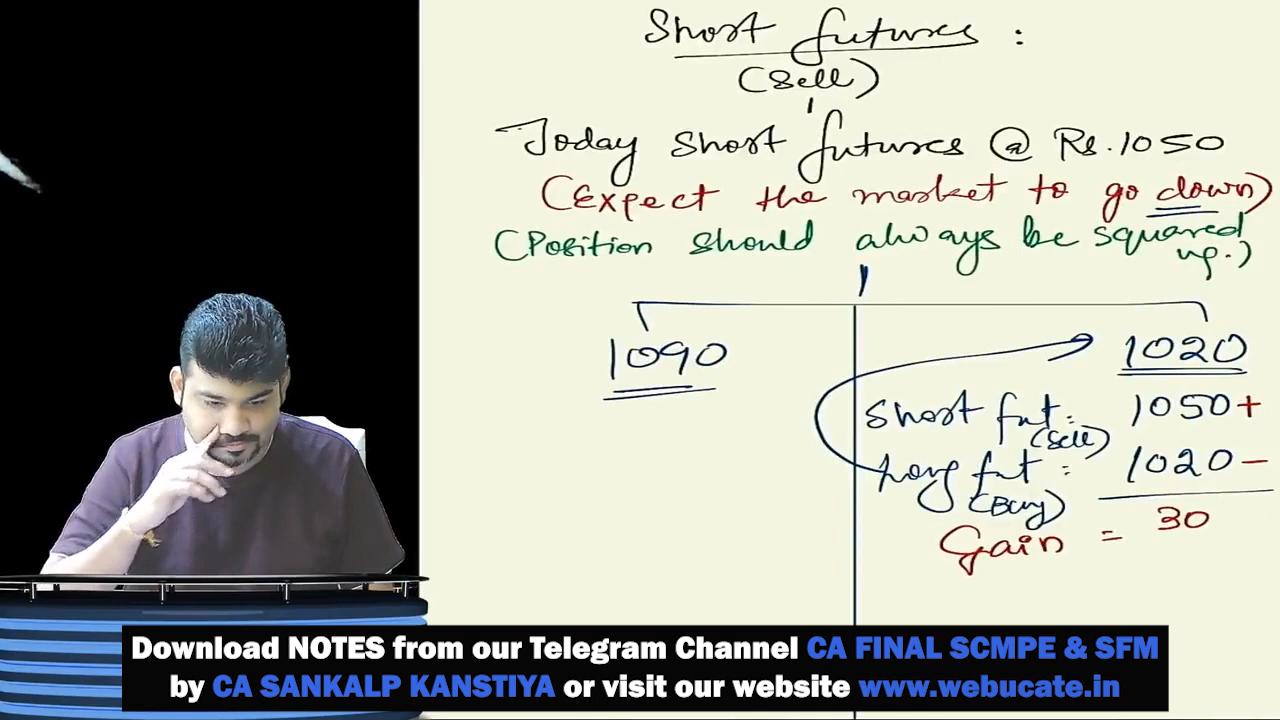 Short futures :
(Sell)
Today Short futures @ Rs.1050
(Expect the market to go down)
(Position should always be squared up.)
1090
1020
Short fut : 1050 +
(Sell)
Long fut : 1020 -
(Buy)
Gain = 30
Download NOTES from our Telegram Channel CA FINAL SCMPE & SFM
by CA SANKALP KANSTIYA or visit our website www.webucate.in